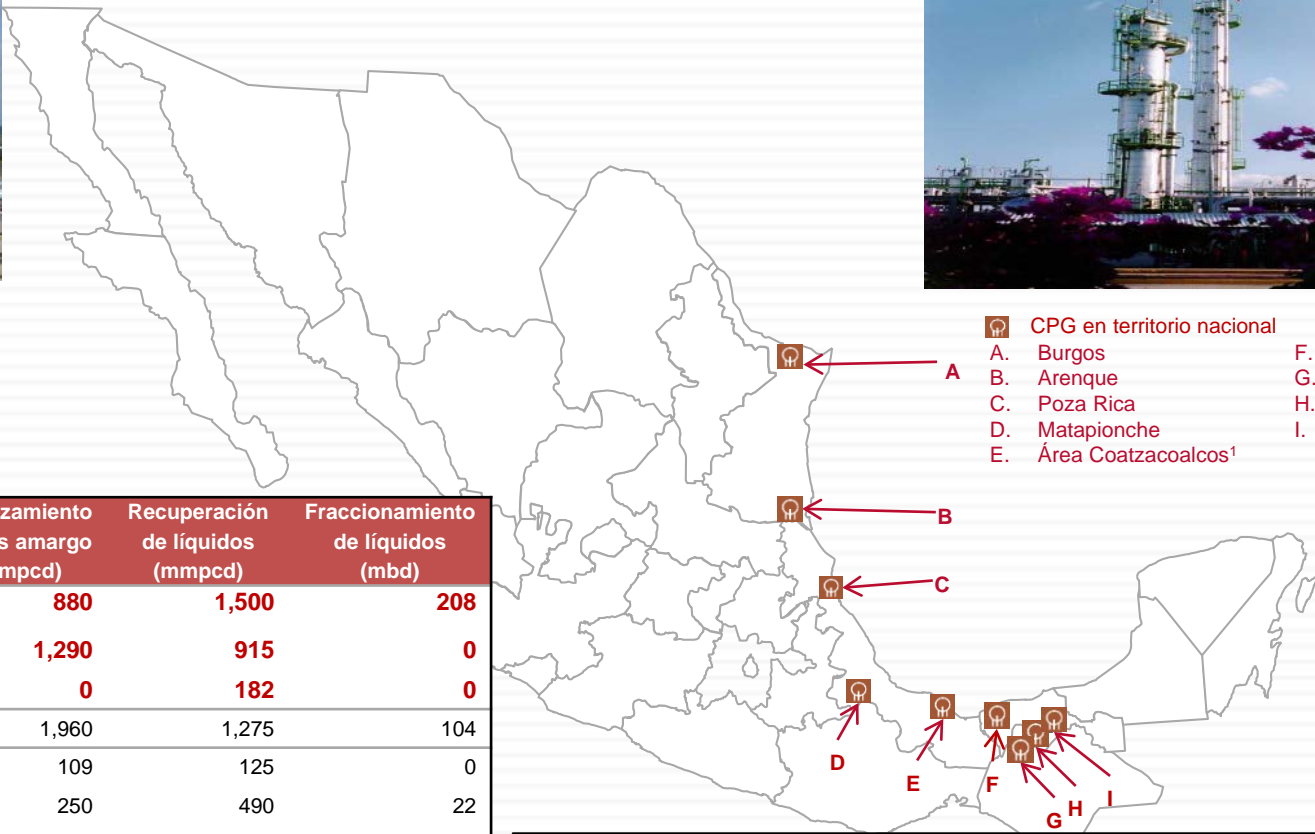 CPG en territorio nacional
A. Burgos
B. Arenque
C. Poza Rica
D. Matapionche
E. Área Coatzacoalcos¹
F.
G.
H.
I.
A
B
C
D
E
F
G
H
I
zamiento Recuperación Fraccionamiento
s amargo de líquidos de líquidos
mpcd) (mmpcd) (mbd)
880 1,500 208
1,290 915 0
0 182 0
1,960 1,275 104
109 125 0
250 490 22